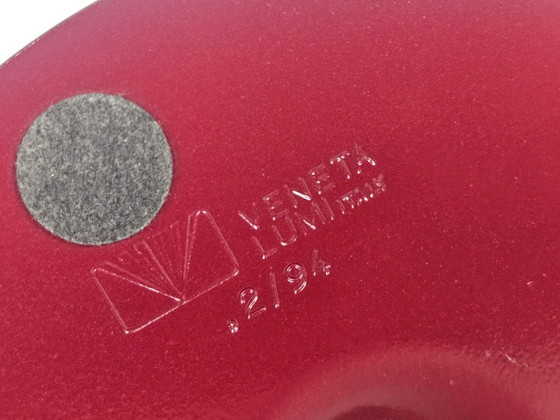 VENETA
LUMI ITALY
.2/94